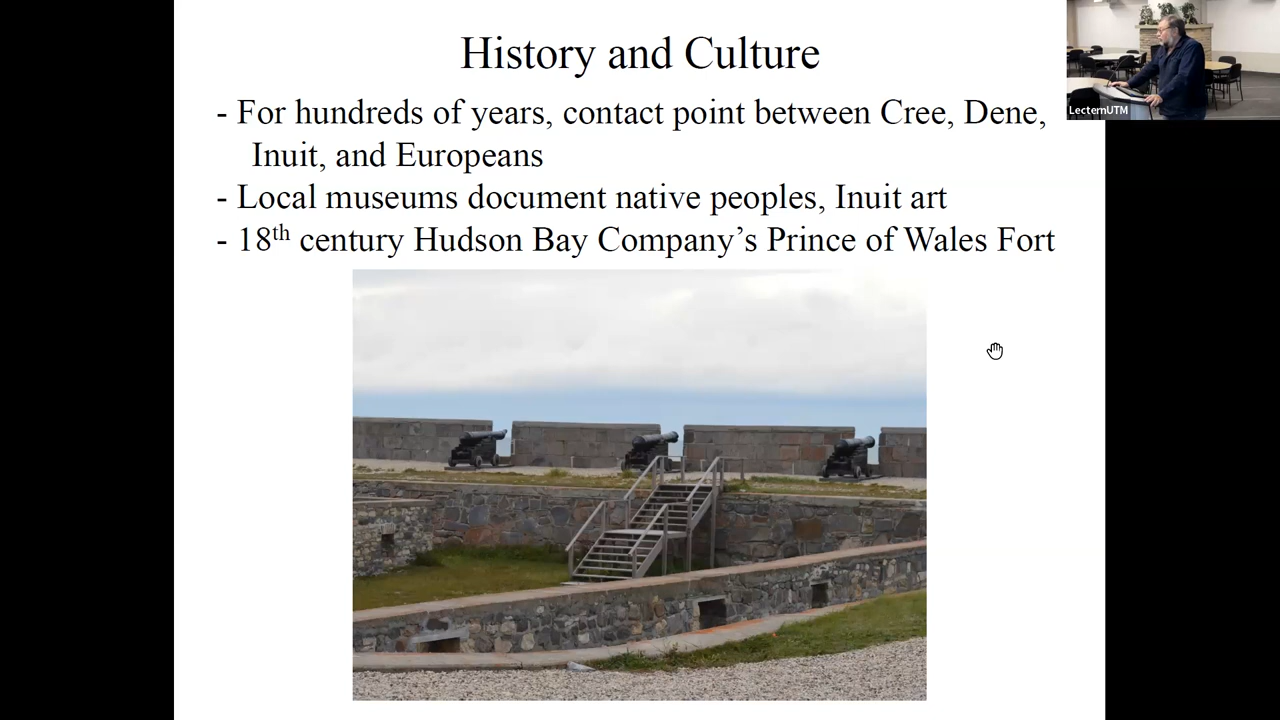 History and Culture
- For hundreds of years, contact point between Cree, Dene,
Inuit, and Europeans
- Local museums document native peoples, Inuit art
- 18th century Hudson Bay Company’s Prince of Wales Fort
LecternUTM